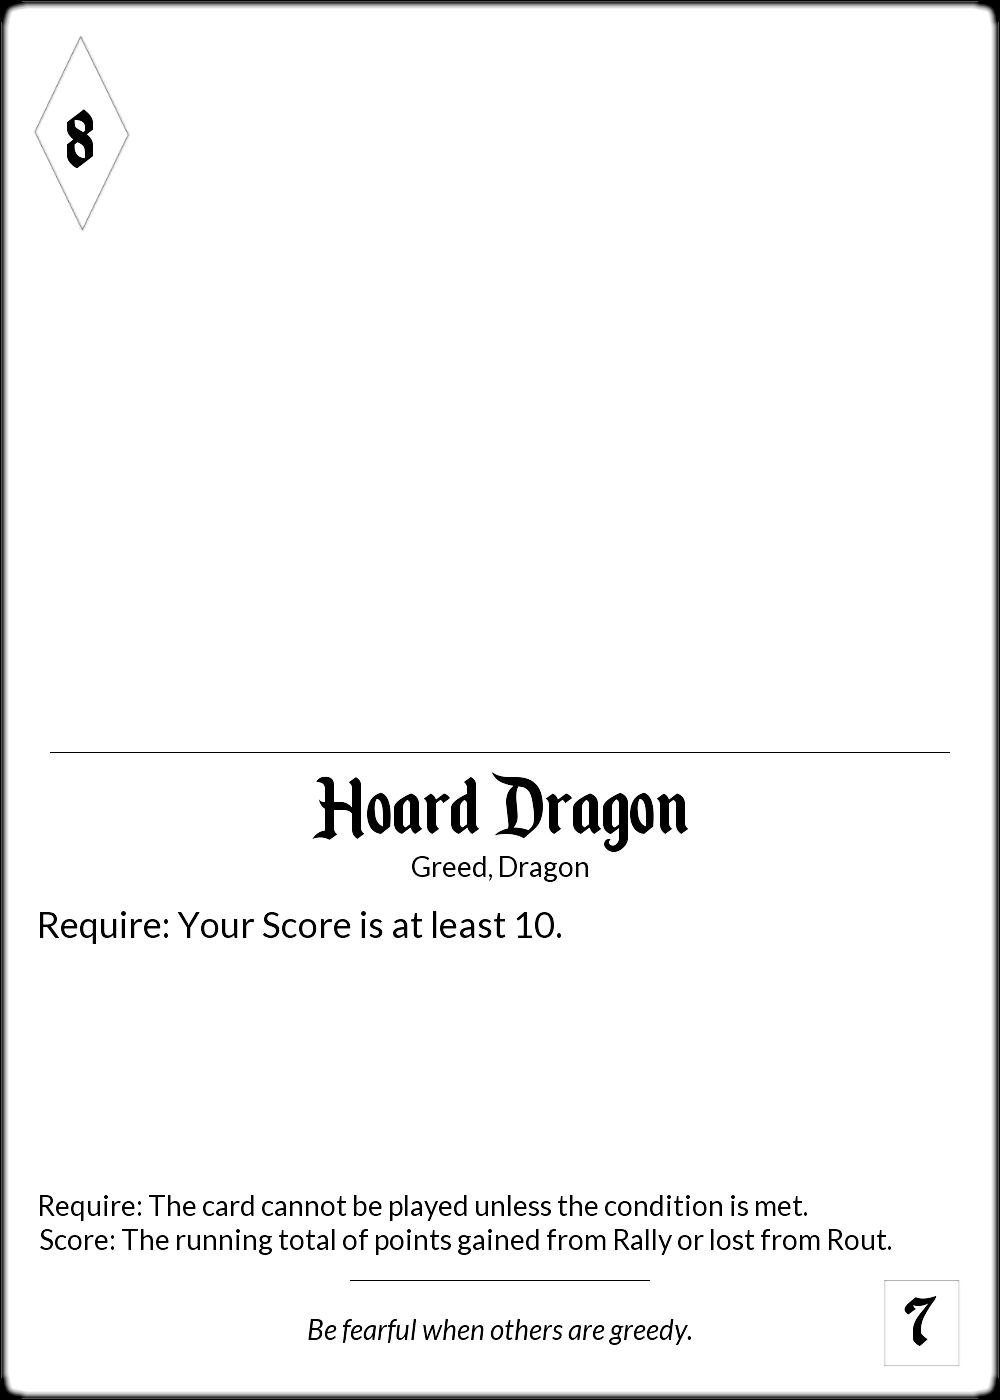 8
Hoard Dragon
Greed, Dragon
Require: Your Score is at least 10.
Require: The card cannot be played unless the condition is met.
Score: The running total of points gained from Rally or lost from Rout.
Be fearful when others are greedy.
7